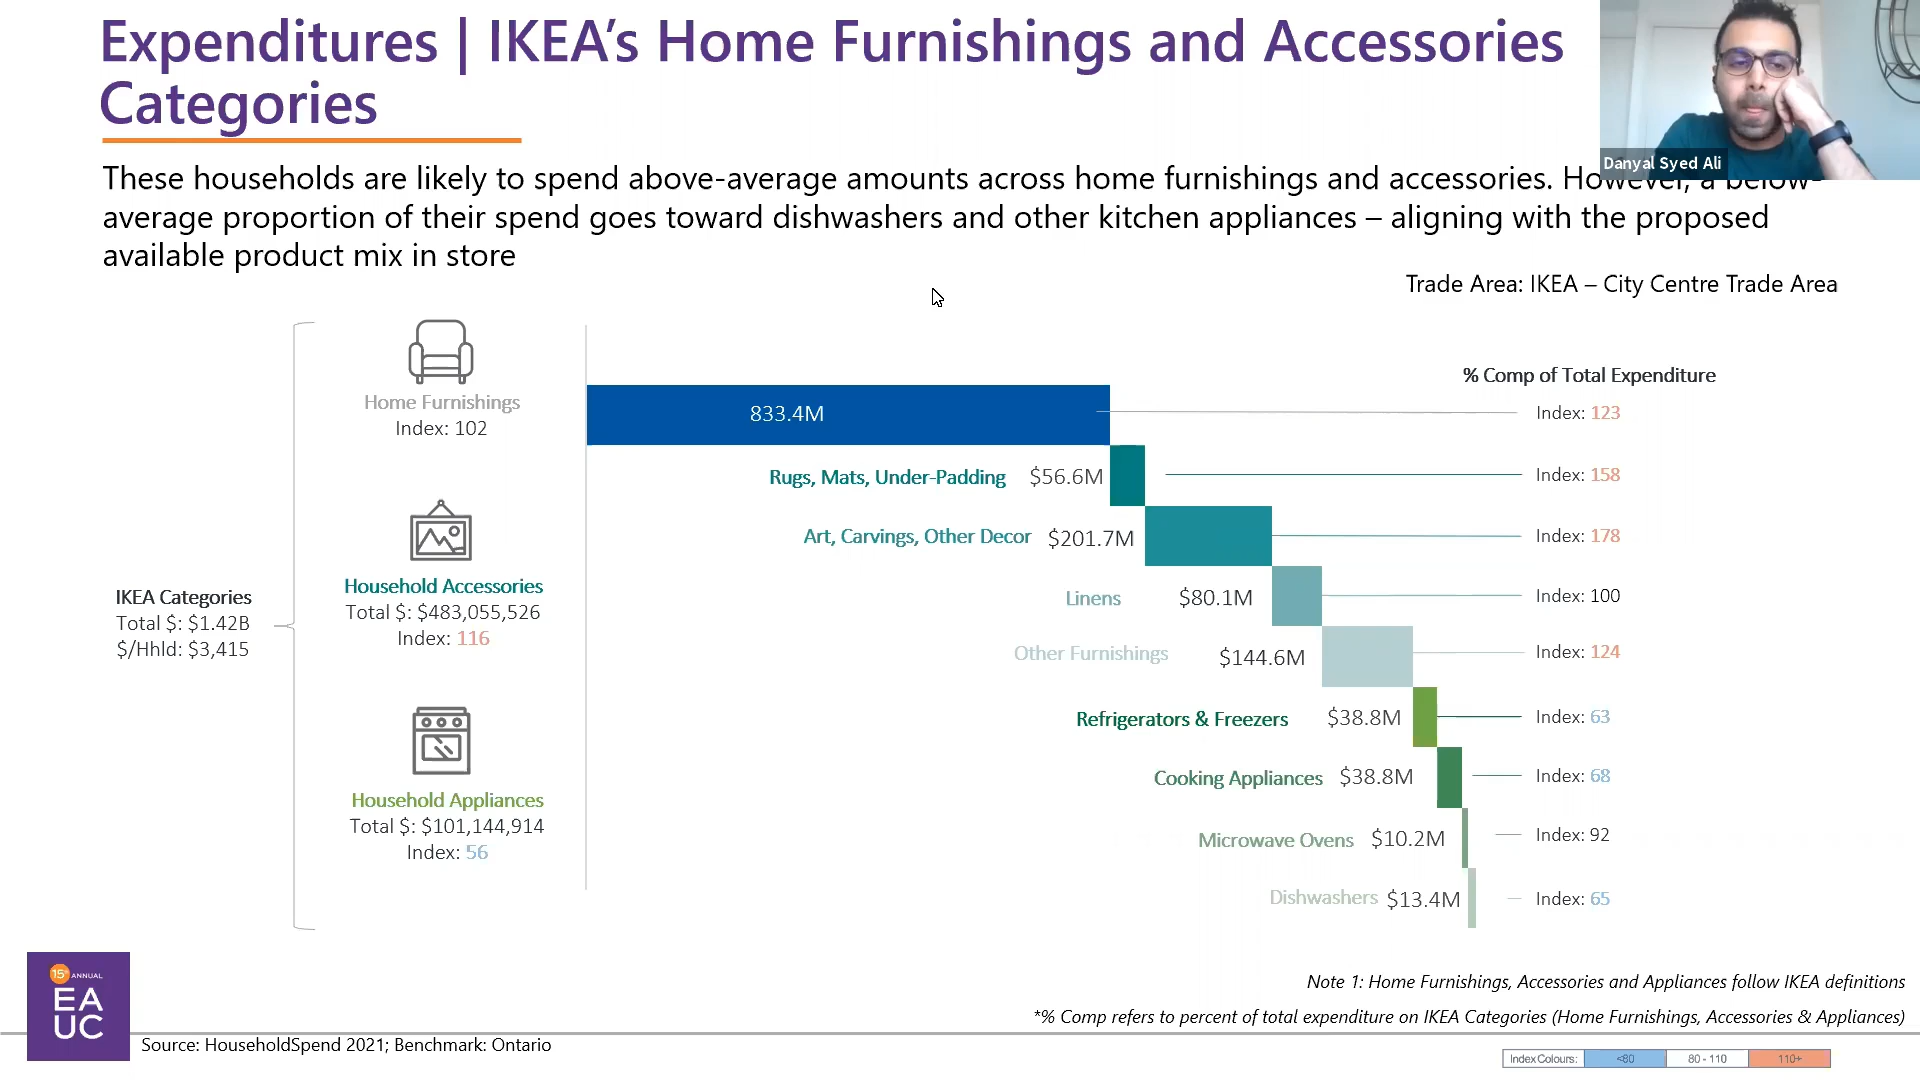 Expenditures | IKEA's Home Furnishings and Accessories
Categories
Danyal Syed Ali
These households are likely to spend above-average amounts across home furnishings and accessories. However, a below-
average proportion of their spend goes toward dishwashers and other kitchen appliances – aligning with the proposed
available product mix in store
Trade Area: IKEA – City Centre Trade Area
% Comp of Total Expenditure
Home Furnishings
Index: 102
833.4M
Index: 123
Rugs, Mats, Under-Padding $56.6M
Index: 158
Art, Carvings, Other Decor $201.7M
Index: 178
Household Accessories
Total $: $483,055,526
Index: 116
IKEA Categories
Total $: $1.42B
$/Hhld: $3,415
Linens $80.1M
Index: 100
Other Furnishings $144.6M
Index: 124
Refrigerators & Freezers $38.8M
Index: 63
Cooking Appliances $38.8M
Index: 68
Household Appliances
Total $: $101,144,914
Index: 56
Microwave Ovens $10.2M
Index: 92
Dishwashers $13.4M
Index: 65
15th ANNUAL
EA
UC
Note 1: Home Furnishings, Accessories and Appliances follow IKEA definitions
*% Comp refers to percent of total expenditure on IKEA Categories (Home Furnishings, Accessories & Appliances)
Source: HouseholdSpend 2021; Benchmark: Ontario
Index Colours: <80 80 - 110 110+